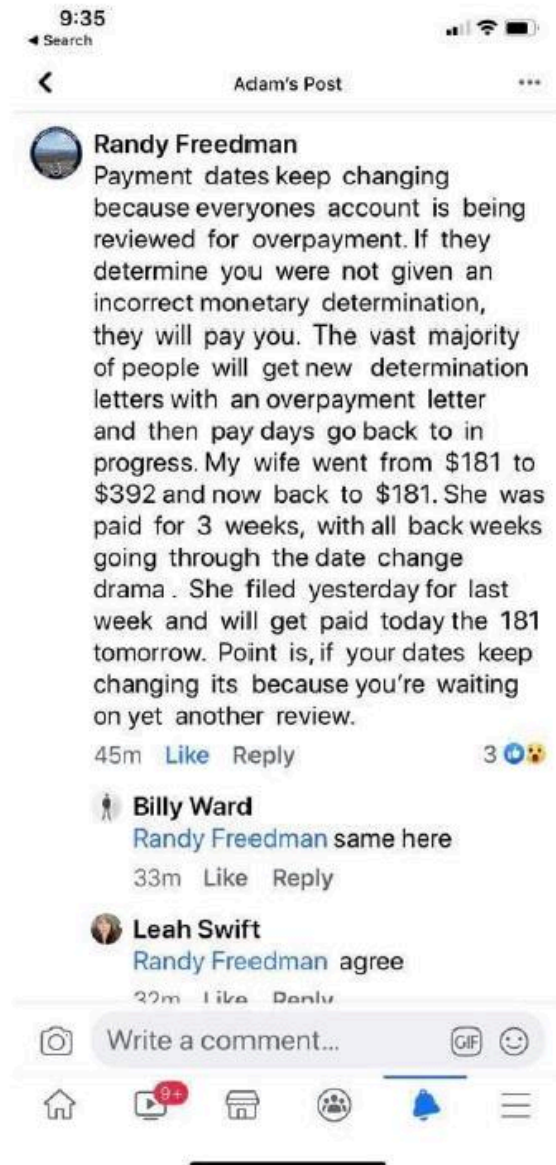 9:35
◀ Search
Adam's Post
Randy Freedman
Payment dates keep changing
because everyones account is being
reviewed for overpayment. If they
determine you were not given an
incorrect monetary determination,
they will pay you. The vast majority
of people will get new determination
letters with an overpayment letter
and then pay days go back to in
progress. My wife went from $181 to
$392 and now back to $181. She was
paid for 3 weeks, with all back weeks
going through the date change
drama . She filed yesterday for last
week and will get paid today the 181
tomorrow. Point is, if your dates keep
changing its because you're waiting
on yet another review.
45m Like Reply 3
Billy Ward
Randy Freedman same here
33m Like Reply
Leah Swift
Randy Freedman agree
32m Like Reply
Write a comment... GIF
9+